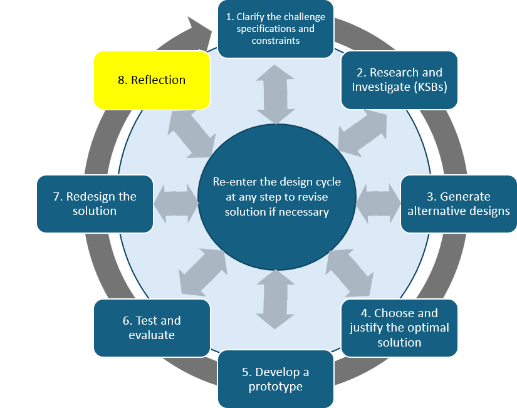 1. Clarify the challenge
specifications and
constraints
2. Research and
Investigate (KSBs)
3. Generate
alternative designs
4. Choose and
justify the optimal
solution
5. Develop a
prototype
6. Test and
evaluate
7. Redesign the
solution
8. Reflection
Re-enter the design cycle
at any step to revise
solution if necessary